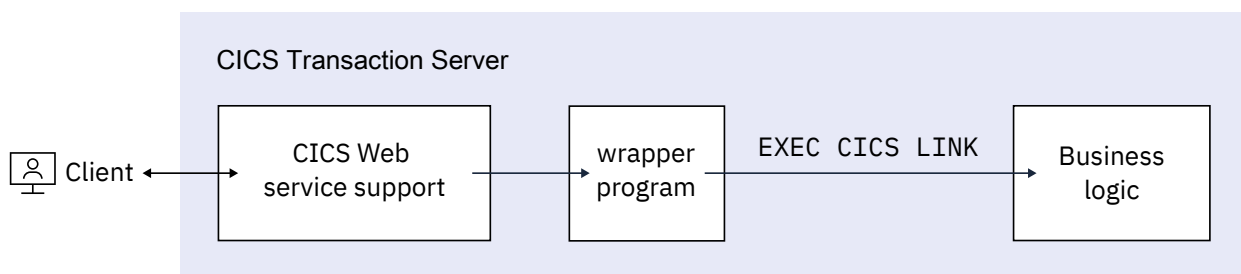 CICS Transaction Server
Client
CICS Web
service support
wrapper
program
EXEC CICS LINK
Business
logic